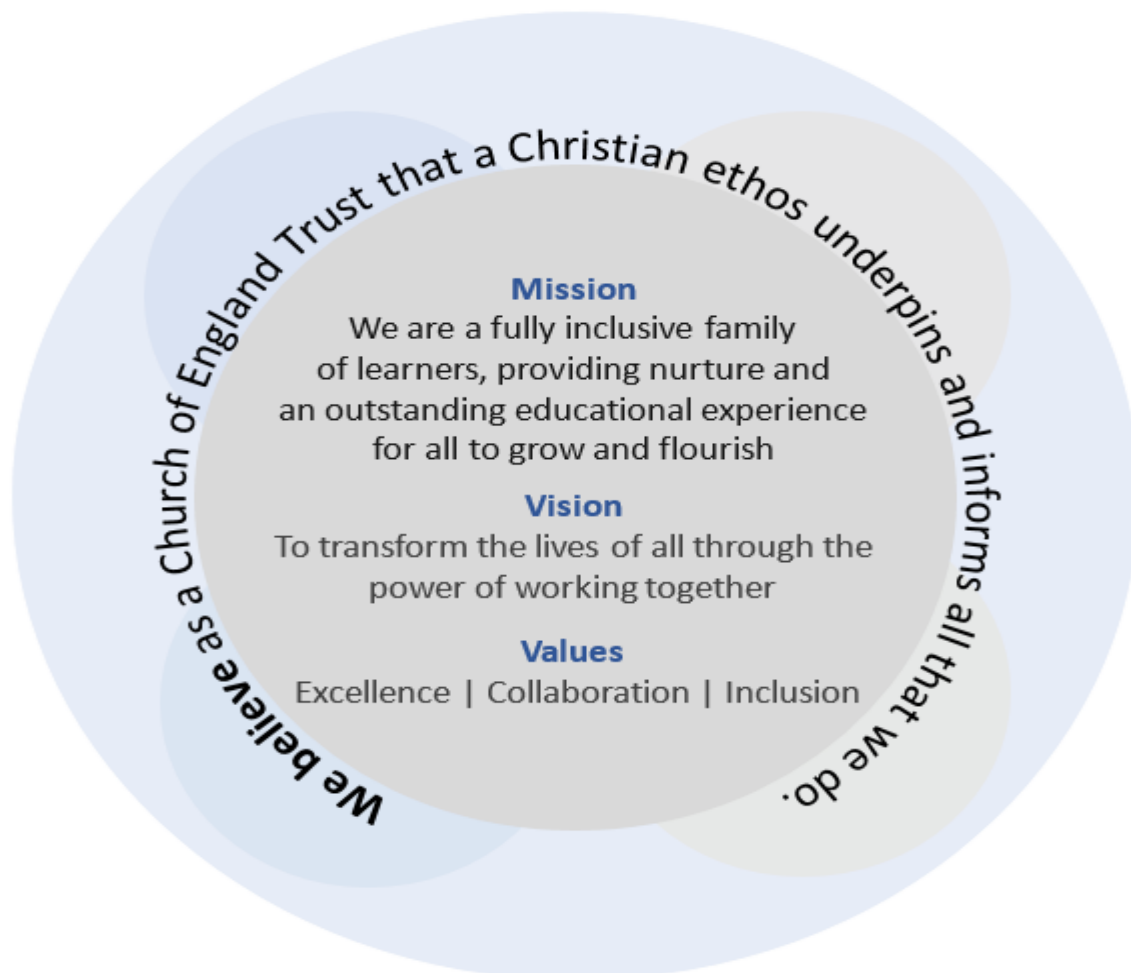 We believe as a Church of England Trust that a Christian ethos underpins and informs all that we do.
Mission
We are a fully inclusive family
of learners, providing nurture and
an outstanding educational experience
for all to grow and flourish
Vision
To transform the lives of all through the
power of working together
Values
Excellence | Collaboration | Inclusion